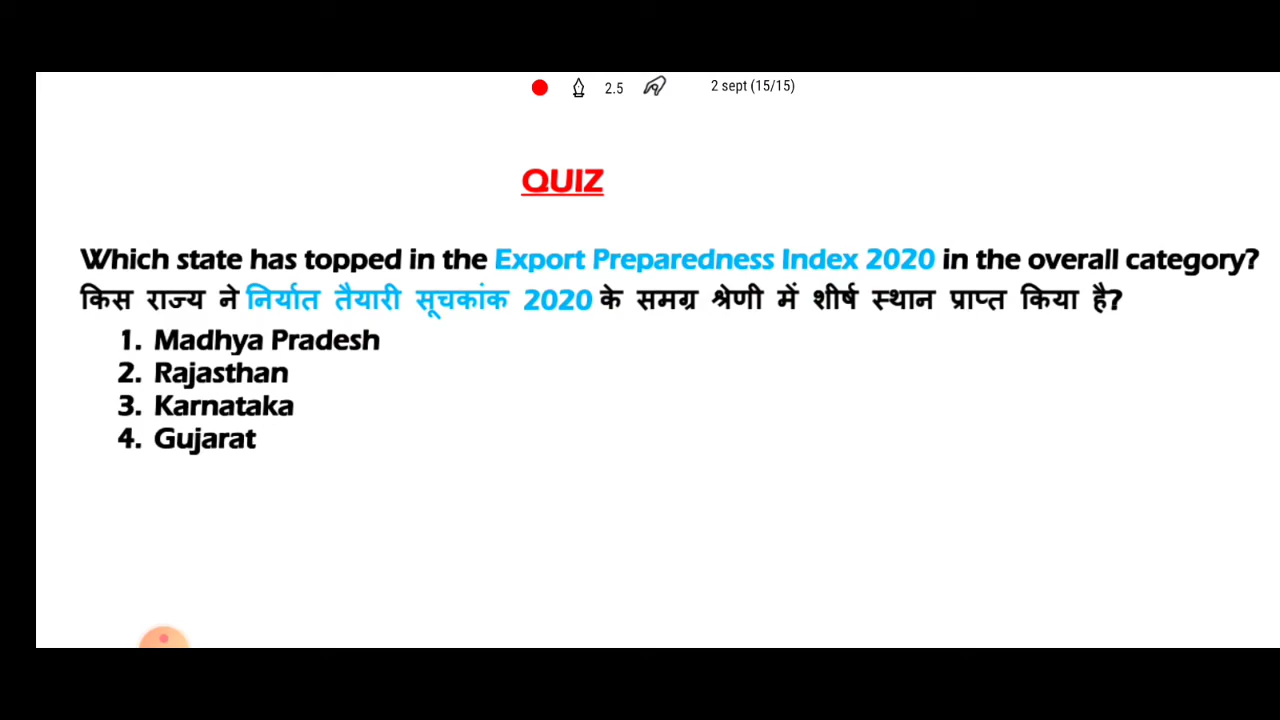 2.5 2 sept (15/15)
QUIZ
Which state has topped in the Export Preparedness Index 2020 in the overall category?
किस राज्य ने निर्यात तैयारी सूचकांक 2020 के समग्र श्रेणी में शीर्ष स्थान प्राप्त किया है?
1. Madhya Pradesh
2. Rajasthan
3. Karnataka
4. Gujarat